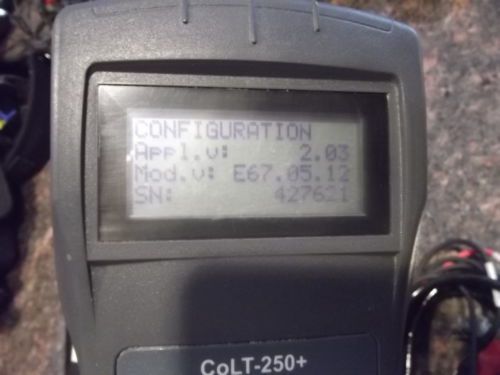 CONFIGURATION
Appl.v: 2.03
Mod.v: E67.05.12
SN: 427621
CoLT-250+